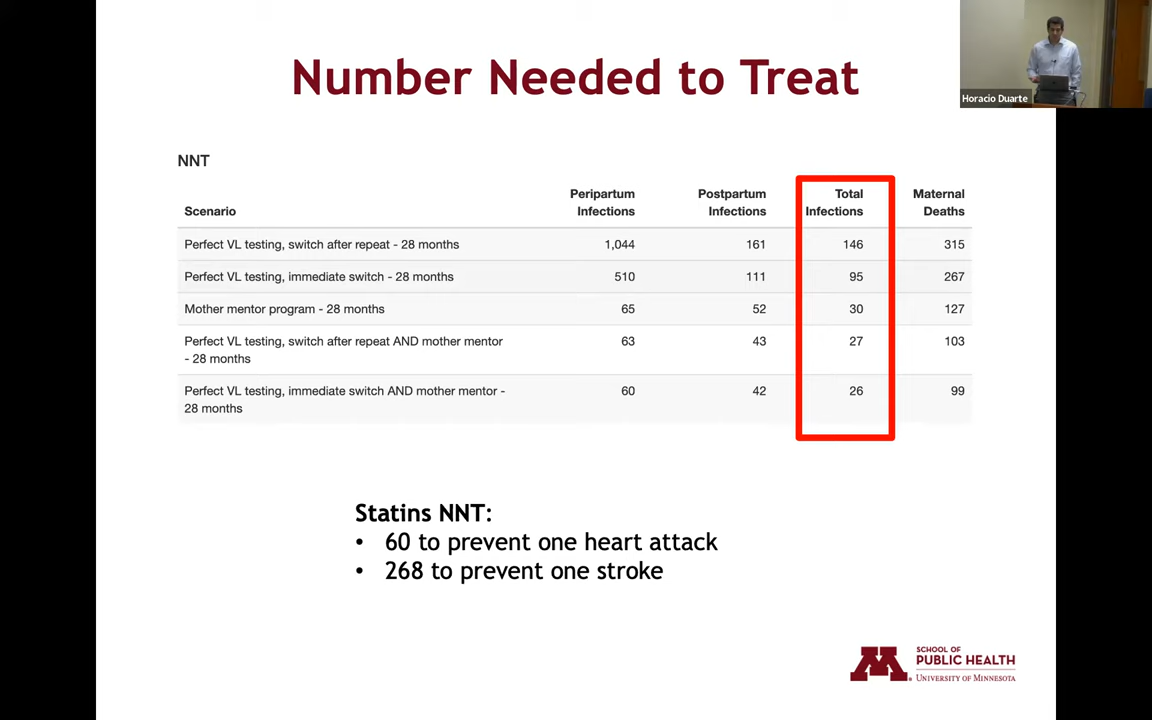 Number Needed to Treat
Horacio Duarte
NNT
Scenario Peripartum Infections Postpartum Infections Total Infections Maternal Deaths
Perfect VL testing, switch after repeat - 28 months 1,044 161 146 315
Perfect VL testing, immediate switch - 28 months 510 111 95 267
Mother mentor program - 28 months 65 52 30 127
Perfect VL testing, switch after repeat AND mother mentor 63 43 27 103
- 28 months
Perfect VL testing, immediate switch AND mother mentor - 60 42 26 99
28 months
Statins NNT:
• 60 to prevent one heart attack
• 268 to prevent one stroke
M
SCHOOL OF
PUBLIC HEALTH
UNIVERSITY OF MINNESOTA